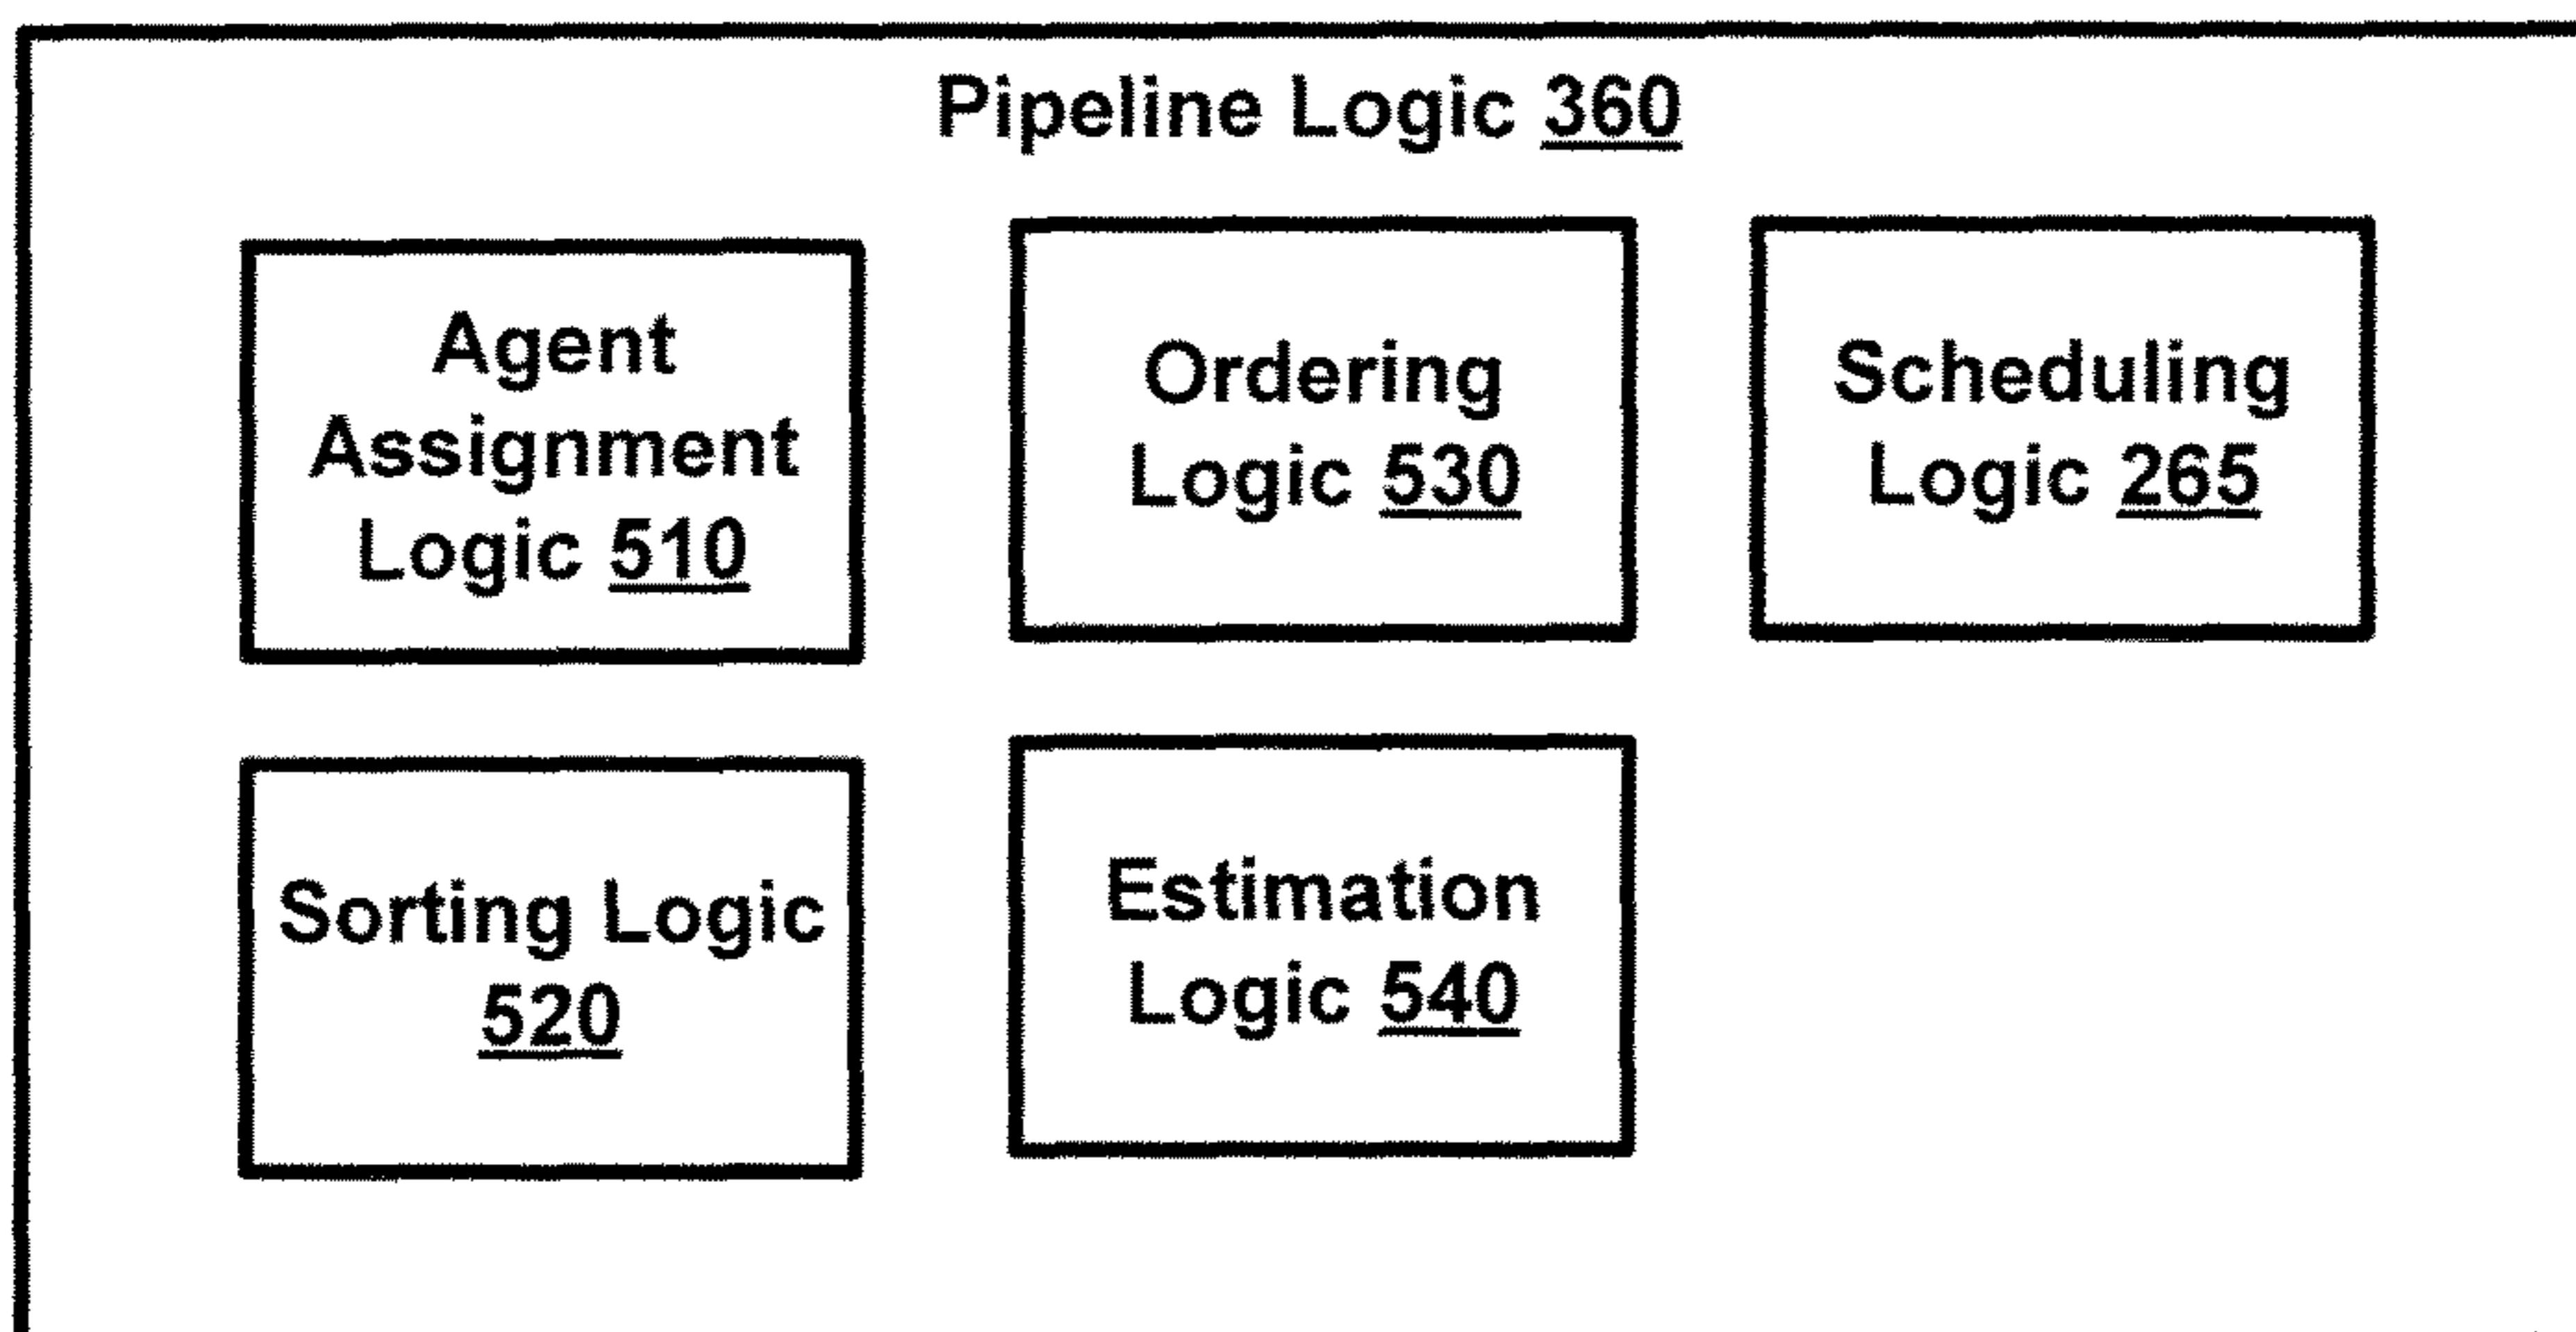 Pipeline Logic 360
Agent
Assignment
Logic 510
Ordering
Logic 530
Scheduling
Logic 265
Sorting Logic
520
Estimation
Logic 540